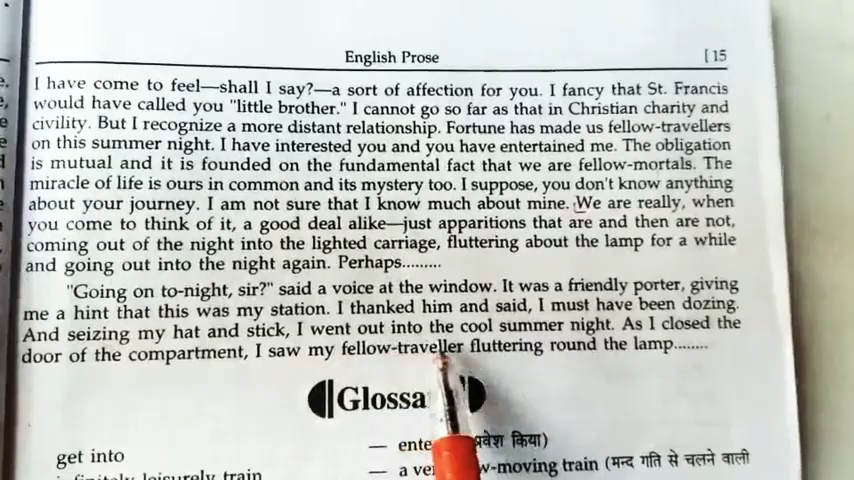 English Prose [ 15
I have come to feel—shall I say?—a sort of affection for you. I fancy that St. Francis
would have called you "little brother." I cannot go so far as that in Christian charity and
civility. But I recognize a more distant relationship. Fortune has made us fellow-travellers
on this summer night. I have interested you and you have entertained me. The obligation
is mutual and it is founded on the fundamental fact that we are fellow-mortals. The
miracle of life is ours in common and its mystery too. I suppose, you don't know anything
about your journey. I am not sure that I know much about mine. We are really, when
you come to think of it, a good deal alike—just apparitions that are and then are not,
coming out of the night into the lighted carriage, fluttering about the lamp for a while
and going out into the night again. Perhaps.........
"Going on to-night, sir?" said a voice at the window. It was a friendly porter, giving
me a hint that this was my station. I thanked him and said, I must have been dozing.
And seizing my hat and stick, I went out into the cool summer night. As I closed the
door of the compartment, I saw my fellow-traveller fluttering round the lamp........
Glossa
get into — ente प्रवेश किया)
leisurely train — a ve w-moving train (मन्द गति से चलने वाली